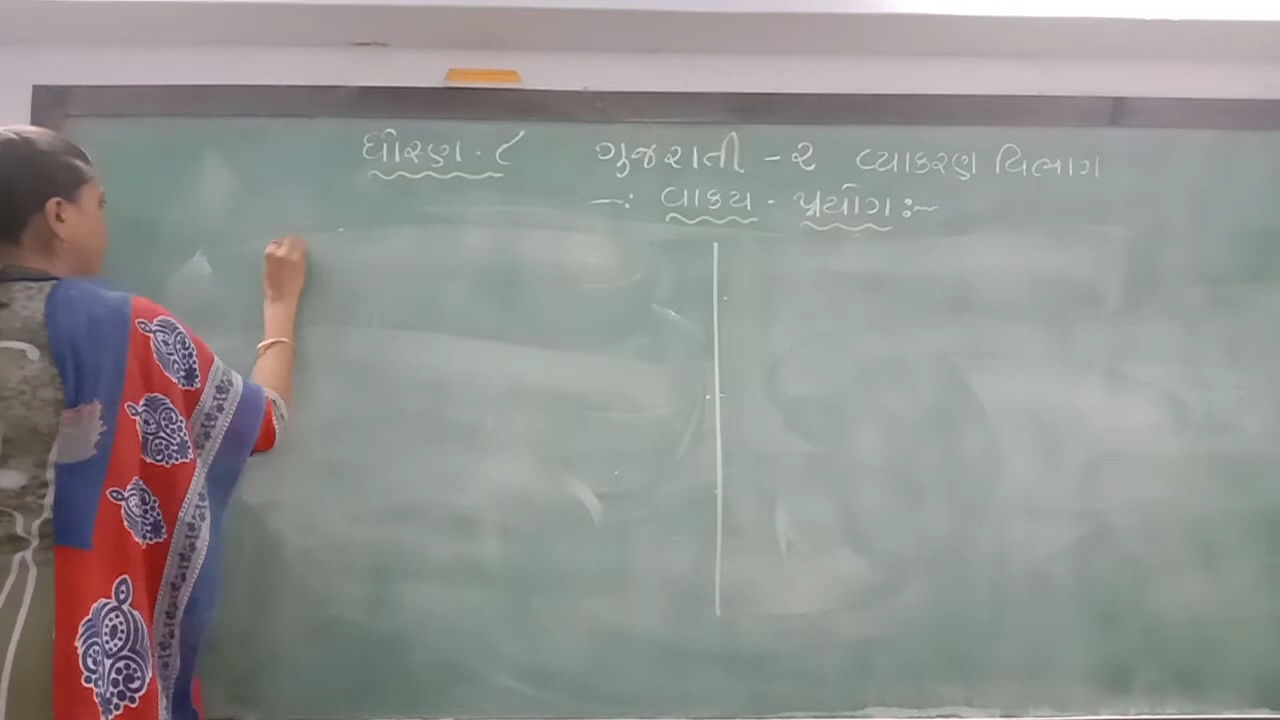 ધોરણ.૮ ગુજરાતી - ૨ વ્યાકરણ વિભાગ
—: વાક્ય - પ્રયોગ :~